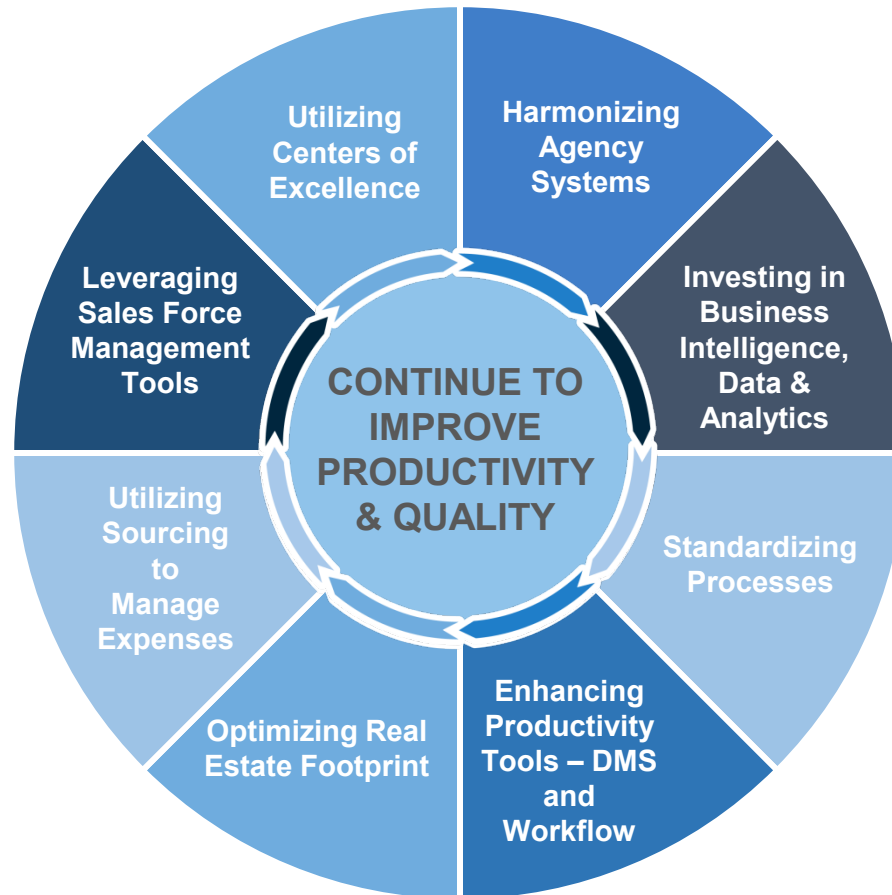 Utilizing
Centers of
Excellence
Harmonizing
Agency
Systems
Investing in
Business
Intelligence,
Data &
Analytics
Standardizing
Processes
Enhancing
Productivity
Tools – DMS
and
Workflow
Optimizing Real
Estate Footprint
Utilizing
Sourcing
to
Manage
Expenses
Leveraging
Sales Force
Management
Tools
CONTINUE TO
IMPROVE
PRODUCTIVITY
& QUALITY